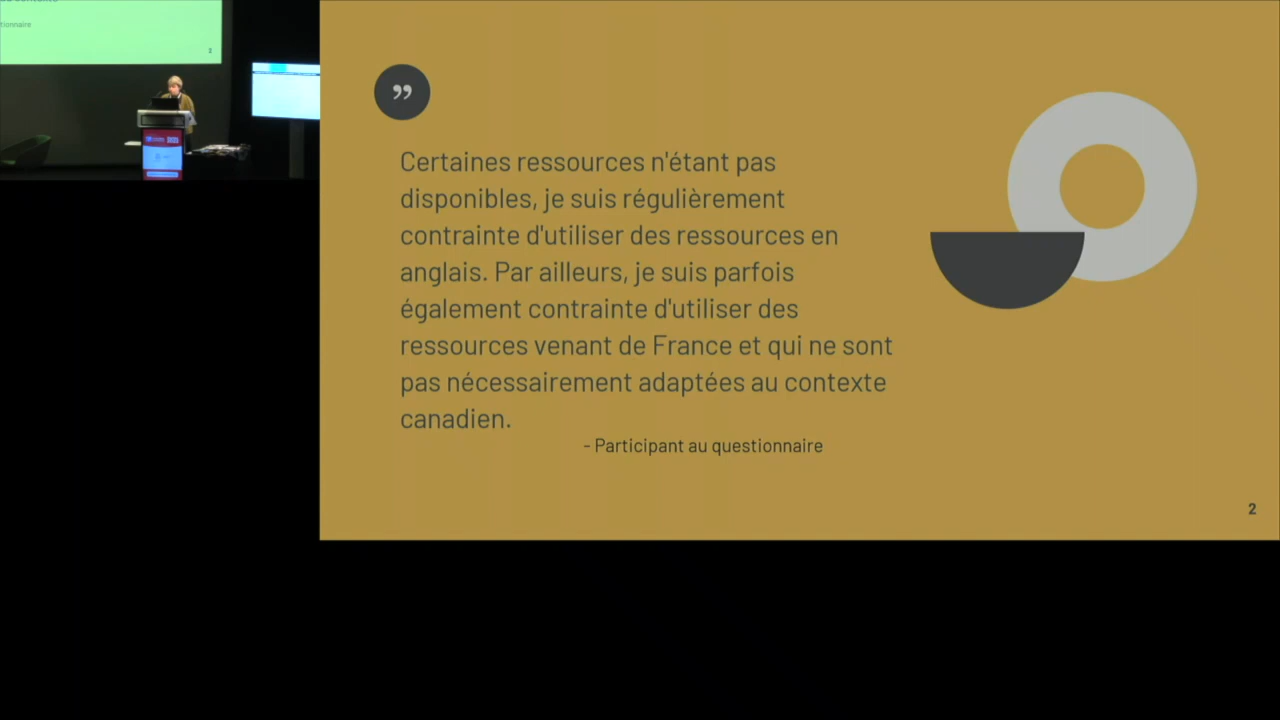 tionnaire
Certaines ressources n'étant pas
disponibles, je suis régulièrement
contrainte d'utiliser des ressources en
anglais. Par ailleurs, je suis parfois
également contrainte d'utiliser des
ressources venant de France et qui ne sont
pas nécessairement adaptées au contexte
canadien.
- Participant au questionnaire
2